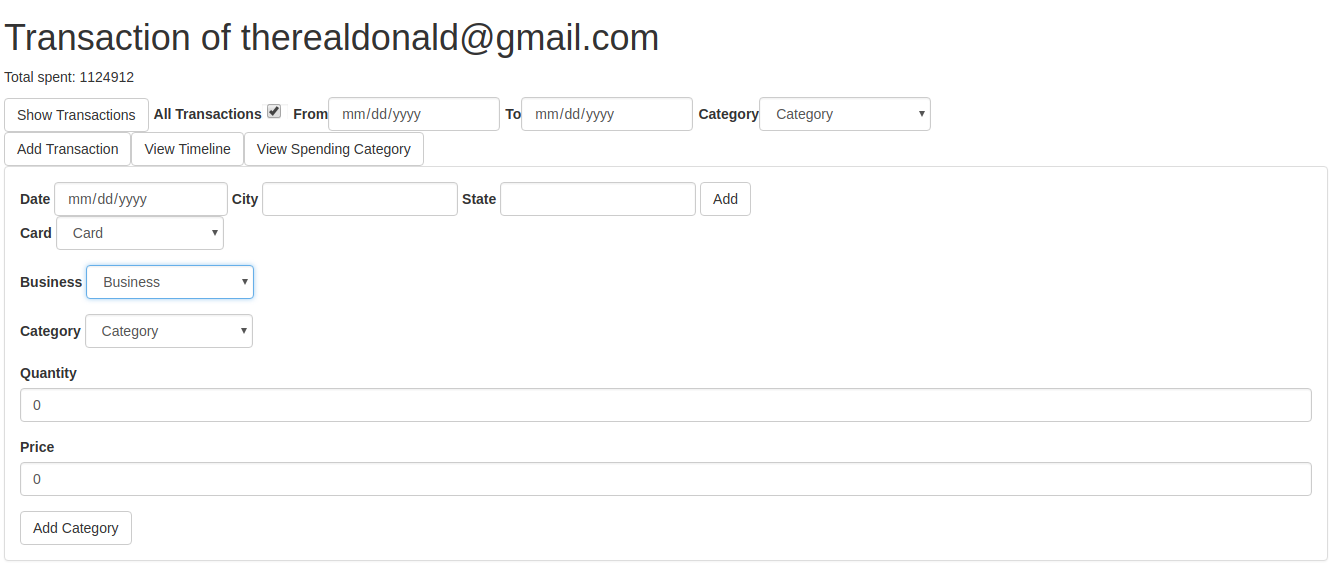 Transaction of therealdonald@gmail.com
Total spent: 1124912
Show Transactions All Transactions From mm/dd/yyyy To mm/dd/yyyy Category Category
Add Transaction View Timeline View Spending Category
Date mm/dd/yyyy City State Add
Card Card
Business Business
Category Category
Quantity
0
Price
0
Add Category